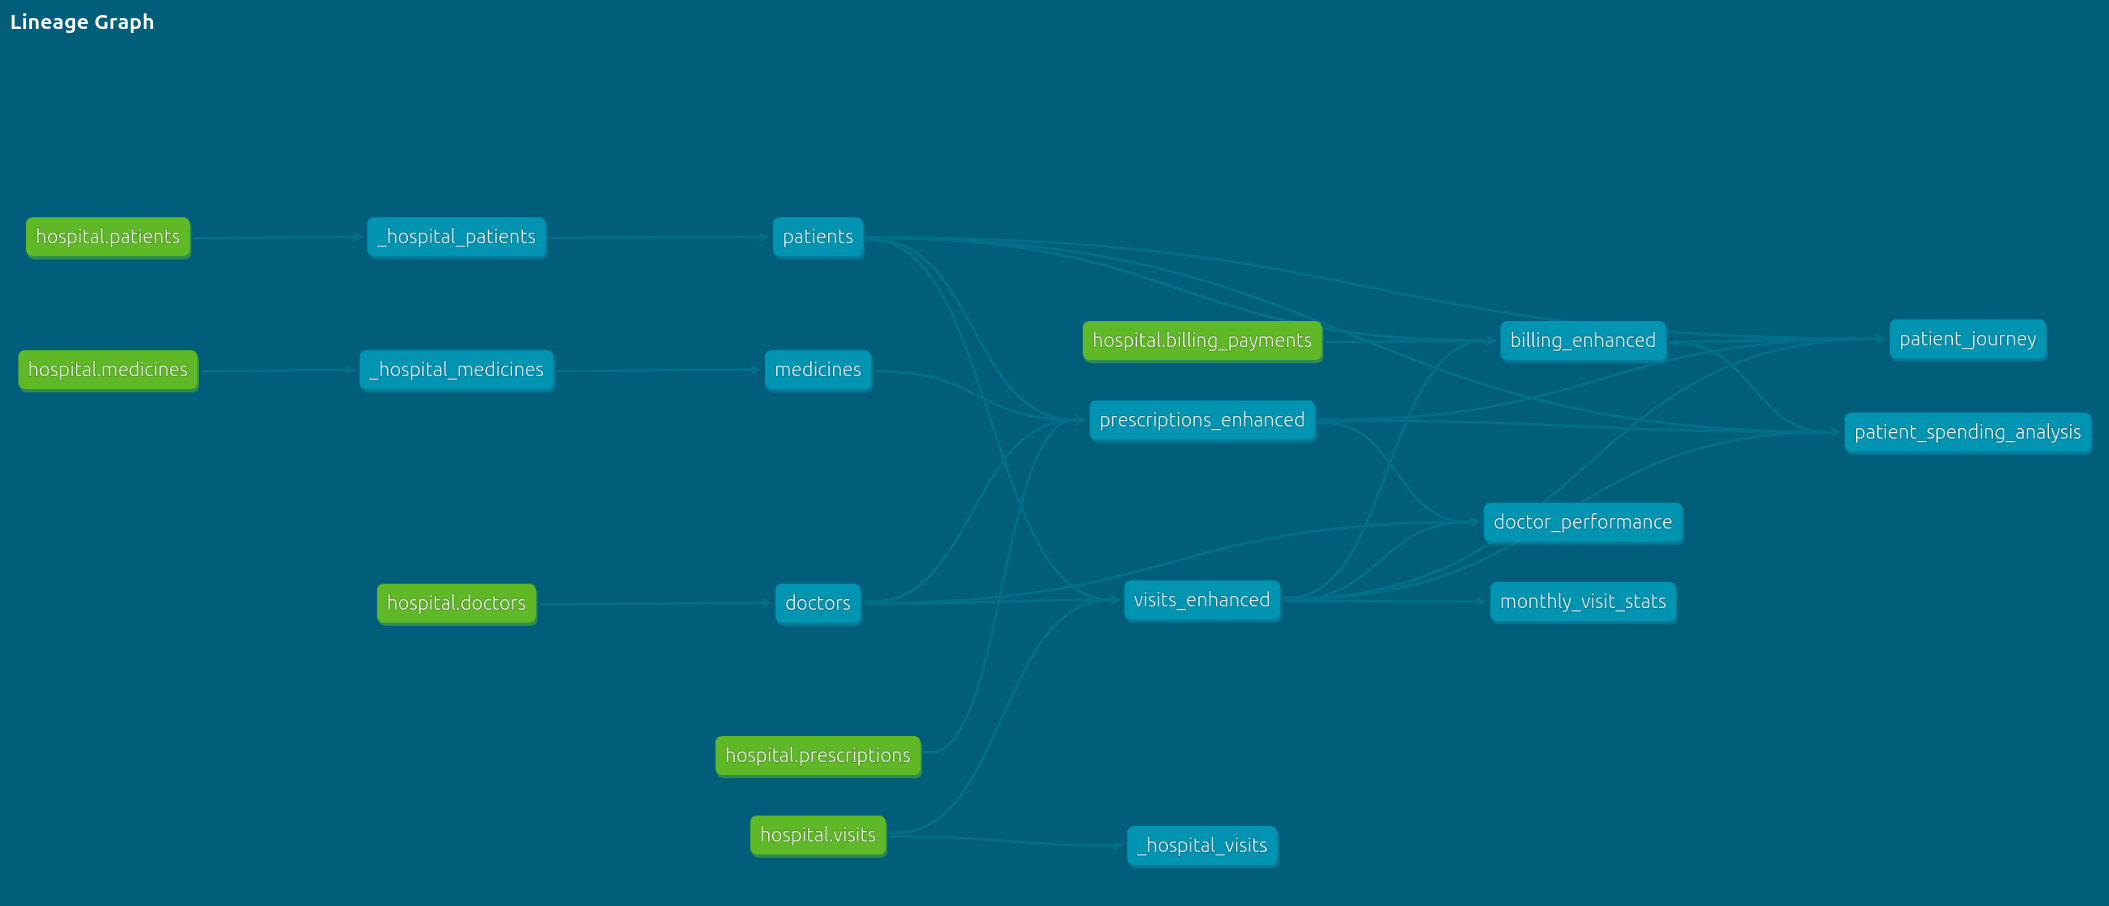 Lineage Graph
hospital.patients
_hospital_patients
patients
hospital.billing_payments
billing_enhanced
patient_journey
hospital.medicines
_hospital_medicines
medicines
prescriptions_enhanced
patient_spending_analysis
doctor_performance
hospital.doctors
doctors
visits_enhanced
monthly_visit_stats
hospital.prescriptions
hospital.visits
_hospital_visits